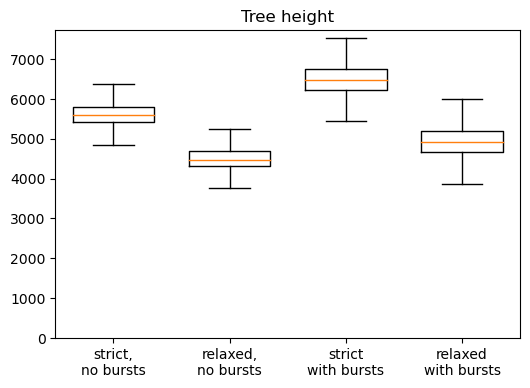 Tree height
7000
6000
5000
4000
3000
2000
1000
0
strict,
no bursts
relaxed,
no bursts
strict
with bursts
relaxed
with bursts